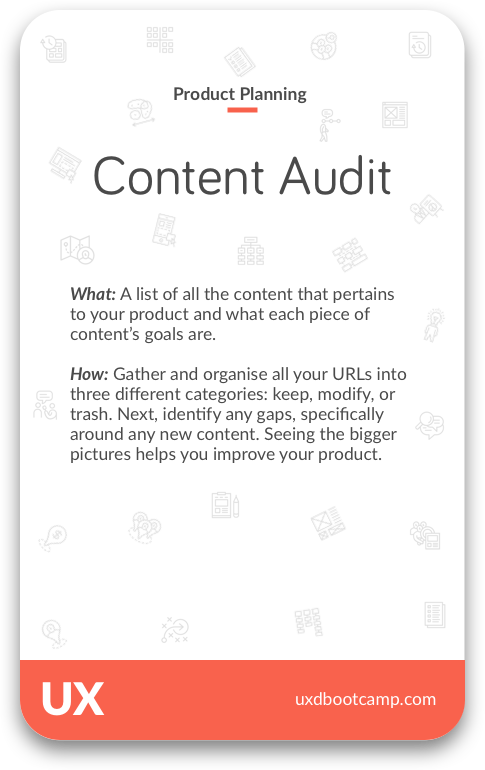 Product Planning
Content Audit
What: A list of all the content that pertains
to your product and what each piece of
content’s goals are.
How: Gather and organise all your URLs into
three different categories: keep, modify, or
trash. Next, identify any gaps, specifically
around any new content. Seeing the bigger
pictures helps you improve your product.
UX
uxdbootcamp.com